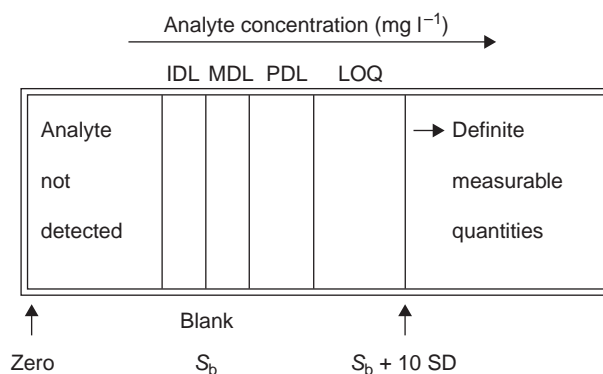 Analyte concentration (mg l⁻¹)
IDL MDL PDL LOQ
Analyte
not
detected
Definite
measurable
quantities
Blank
Zero
S_b
S_b + 10 SD